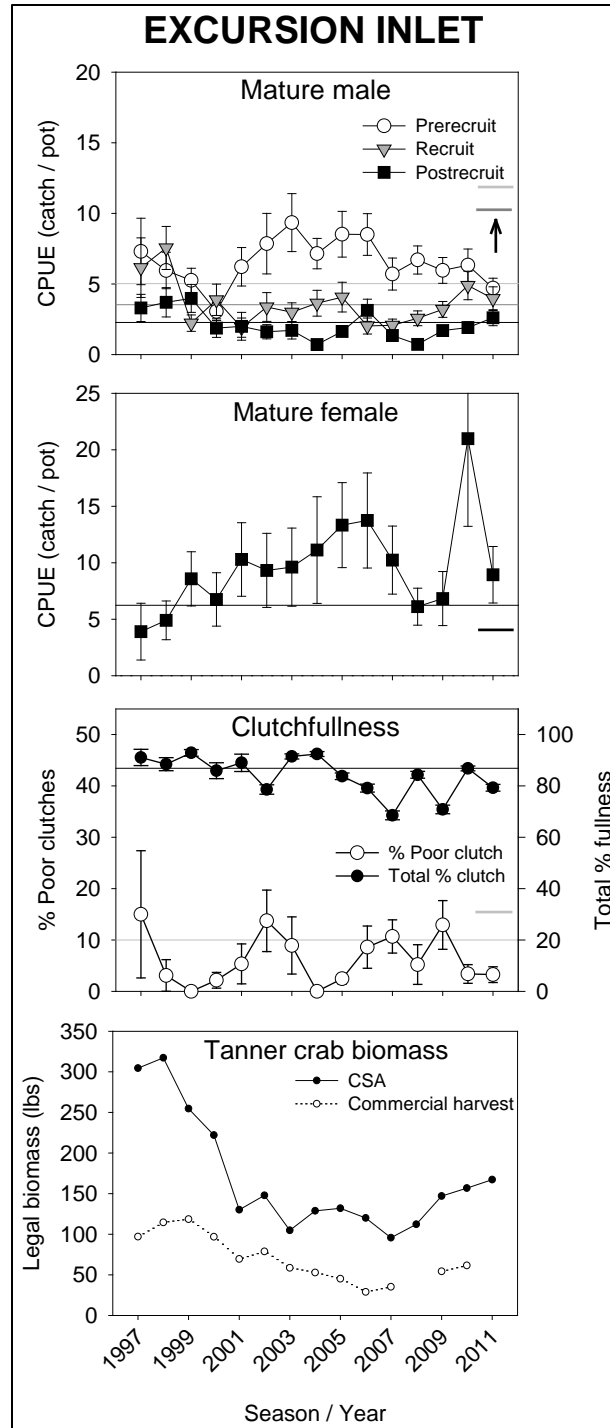 EXCURSION INLET
Mature male
Prerecruit
Recruit
Postrecruit
CPUE (catch / pot)
20
15
10
5
0
Mature female
CPUE (catch / pot)
25
20
15
10
5
0
Clutchfullness
% Poor clutch
Total % clutch
% Poor clutches
50
40
30
20
10
0
Total % fullness
100
80
60
40
20
0
Tanner crab biomass
CSA
Commercial harvest
Legal biomass (lbs)
350
300
250
200
150
100
50
0
1997
1999
2001
2003
2005
2007
2009
2011
Season / Year